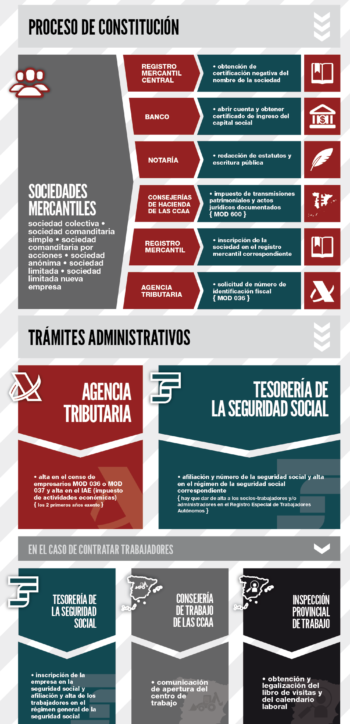 PROCESO DE CONSTITUCIÓN
SOCIEDADES
MERCANTILES
sociedad colectiva •
sociedad comanditaria
simple • sociedad
comanditaria por
acciones • sociedad
anónima • sociedad
limitada • sociedad
limitada nueva
empresa
REGISTRO
MERCANTIL
CENTRAL
• obtención de
certificación negativa del
nombre de la sociedad
BANCO
• abrir cuenta y obtener
certificado de ingreso del
capital social
NOTARÍA
• redacción de estatutos y
escritura pública
CONSEJERÍAS
DE HACIENDA
DE LAS CCAA
• impuesto de transmisiones
patrimoniales y actos
jurídicos documentados
{ MOD 600 }
REGISTRO
MERCANTIL
• inscripción de la
sociedad en el registro
mercantil correspondiente
AGENCIA
TRIBUTARIA
• solicitud de número de
identificación fiscal
{ MOD 036 }
TRÁMITES ADMINISTRATIVOS
AGENCIA
TRIBUTARIA
• alta en el censo de
empresarios MOD 036 o MOD
037 y alta en el IAE (impuesto
de actividades económicas)
{ los 2 primeros años exento }
TESORERÍA DE
LA SEGURIDAD SOCIAL
• afiliación y número de la seguridad social y alta
en el régimen de la seguridad social
correspondiente
{ hay que dar de alta a los socios-trabajadores y/o
administradores en el Registro Especial de Trabajadores
Autónomos }
EN EL CASO DE CONTRATAR TRABAJADORES
TESORERÍA DE
LA SEGURIDAD
SOCIAL
• inscripción de la
empresa en la
seguridad social y
afiliación y alta de los
trabajadores en el
régimen general de la
seguridad social
CONSEJERÍA
DE TRABAJO
DE LAS CCAA
• comunicación
de apertura del
centro de
trabajo
INSPECCIÓN
PROVINCIAL
DE TRABAJO
• obtención y
legalización del
libro de visitas y
del calendario
laboral